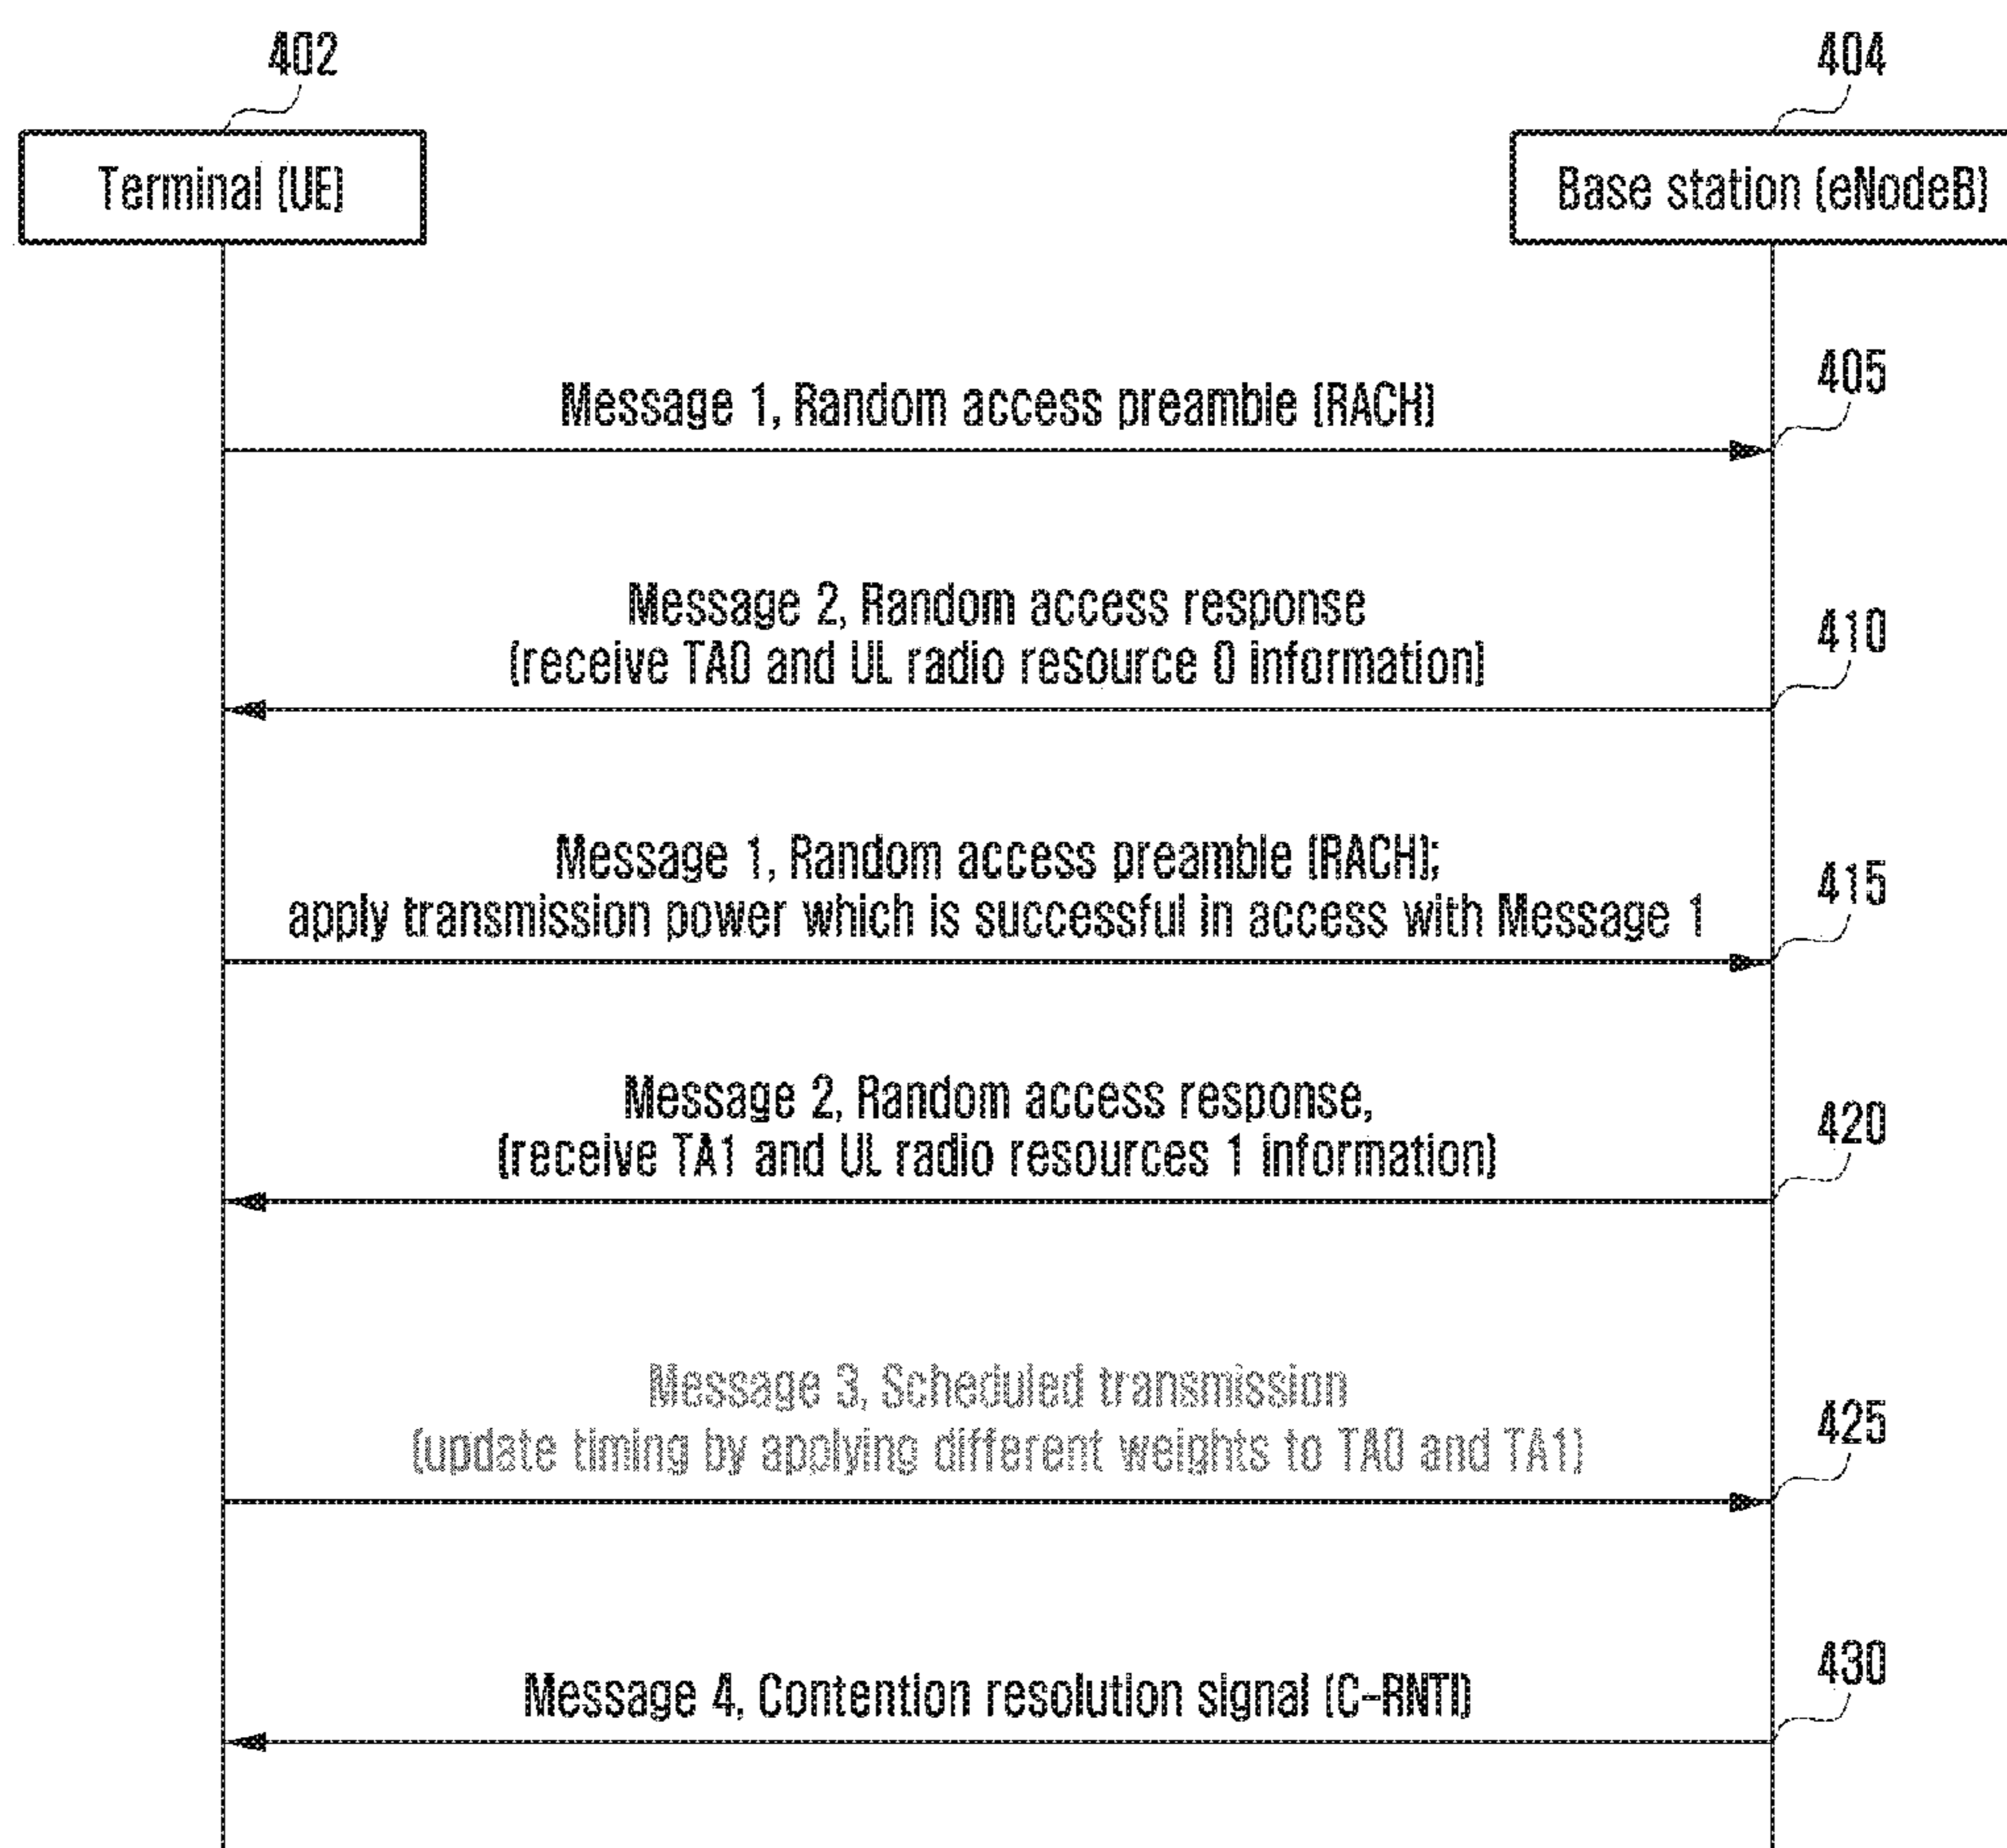 402
404
Terminal (UE)
Base station (eNodeB)
405
Message 1, Random access preamble (RACH)
Message 2, Random access response
410
(receive TA0 and UL radio resource 0 information)
Message 1, Random access preamble (RACH);
415
apply transmission power which is successful in access with Message 1
Message 2, Random access response,
420
(receive TA1 and UL radio resources 1 information)
Message 3, Scheduled transmission
425
(update timing by applying different weights to TA0 and TA1)
430
Message 4, Contention resolution signal (C-RNTI)